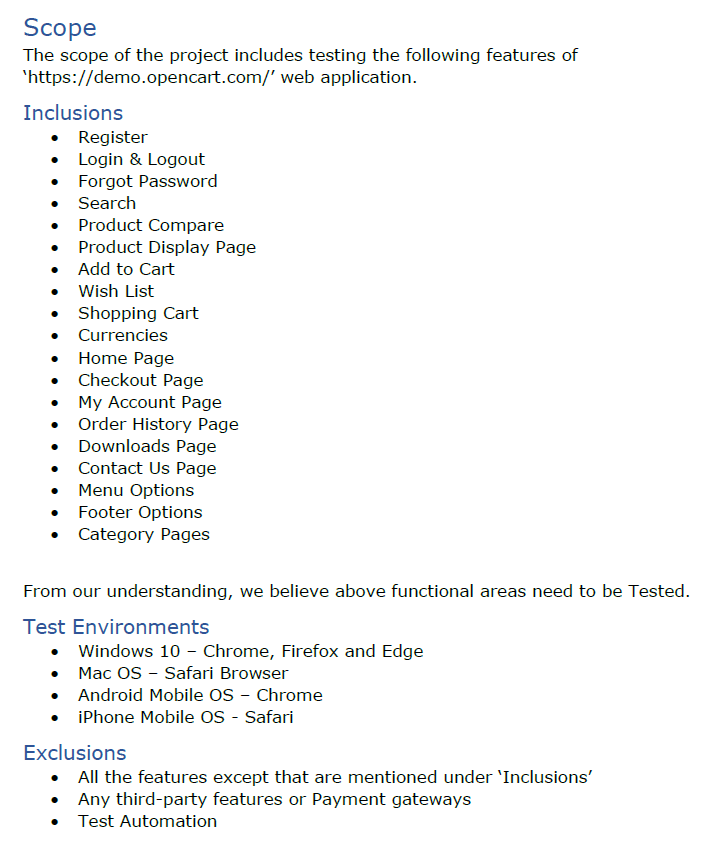 Scope
The scope of the project includes testing the following features of
‘https://demo.opencart.com/’ web application.
Inclusions
• Register
• Login & Logout
• Forgot Password
• Search
• Product Compare
• Product Display Page
• Add to Cart
• Wish List
• Shopping Cart
• Currencies
• Home Page
• Checkout Page
• My Account Page
• Order History Page
• Downloads Page
• Contact Us Page
• Menu Options
• Footer Options
• Category Pages
From our understanding, we believe above functional areas need to be Tested.
Test Environments
• Windows 10 – Chrome, Firefox and Edge
• Mac OS – Safari Browser
• Android Mobile OS – Chrome
• iPhone Mobile OS - Safari
Exclusions
• All the features except that are mentioned under ‘Inclusions’
• Any third-party features or Payment gateways
• Test Automation